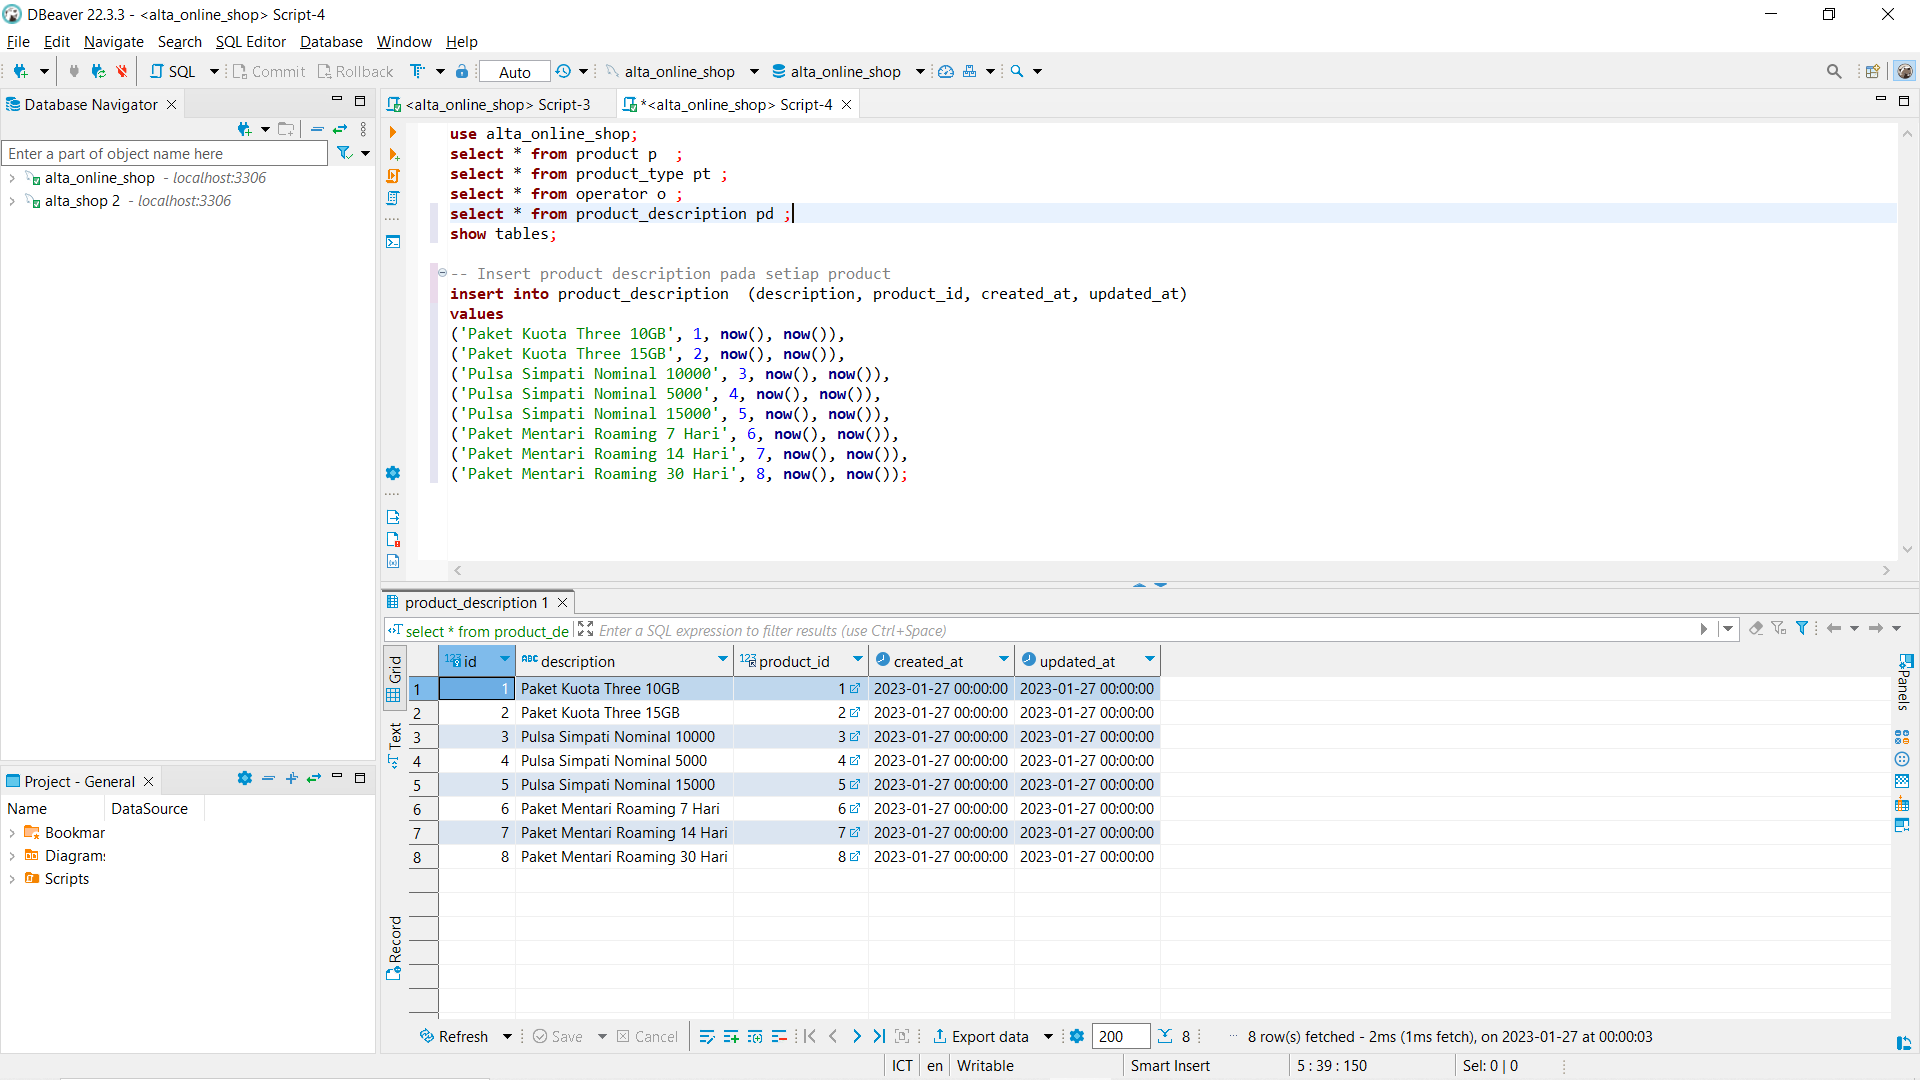 DBeaver 22.3.3 - <alta_online_shop> Script-4
File Edit Navigate Search SQL Editor Database Window Help
SQL Commit Rollback Auto alta_online_shop alta_online_shop
Database Navigator
Enter a part of object name here
alta_online_shop - localhost:3306
alta_shop 2 - localhost:3306
<alta_online_shop> Script-3
*<alta_online_shop> Script-4
use alta_online_shop;
select * from product p  ;
select * from product_type pt ;
select * from operator o ;
select * from product_description pd ;
show tables;
-- Insert product description pada setiap product
insert into product_description  (description, product_id, created_at, updated_at)
values
('Paket Kuota Three 10GB', 1, now(), now()),
('Paket Kuota Three 15GB', 2, now(), now()),
('Pulsa Simpati Nominal 10000', 3, now(), now()),
('Pulsa Simpati Nominal 5000', 4, now(), now()),
('Pulsa Simpati Nominal 15000', 5, now(), now()),
('Paket Mentari Roaming 7 Hari', 6, now(), now()),
('Paket Mentari Roaming 14 Hari', 7, now(), now()),
('Paket Mentari Roaming 30 Hari', 8, now(), now());
Project - General
Name DataSource
Bookmar
Diagrams
Scripts
product_description 1
select * from product_de Enter a SQL expression to filter results (use Ctrl+Space)
Grid
Text
Record
Panels
123 id ABC description 123 product_id created_at updated_at
1 1 Paket Kuota Three 10GB 1 2023-01-27 00:00:00 2023-01-27 00:00:00
2 2 Paket Kuota Three 15GB 2 2023-01-27 00:00:00 2023-01-27 00:00:00
3 3 Pulsa Simpati Nominal 10000 3 2023-01-27 00:00:00 2023-01-27 00:00:00
4 4 Pulsa Simpati Nominal 5000 4 2023-01-27 00:00:00 2023-01-27 00:00:00
5 5 Pulsa Simpati Nominal 15000 5 2023-01-27 00:00:00 2023-01-27 00:00:00
6 6 Paket Mentari Roaming 7 Hari 6 2023-01-27 00:00:00 2023-01-27 00:00:00
7 7 Paket Mentari Roaming 14 Hari 7 2023-01-27 00:00:00 2023-01-27 00:00:00
8 8 Paket Mentari Roaming 30 Hari 8 2023-01-27 00:00:00 2023-01-27 00:00:00
Refresh Save Cancel Export data 200 8 8 row(s) fetched - 2ms (1ms fetch), on 2023-01-27 at 00:00:03
ICT en Writable Smart Insert 5 : 39 : 150 Sel: 0 | 0